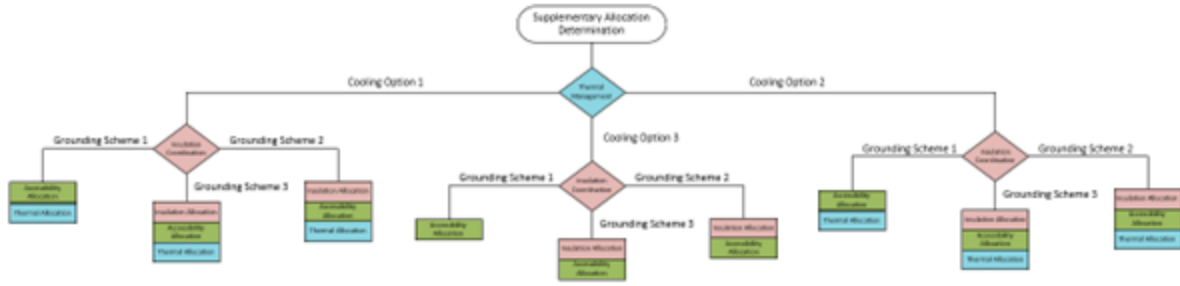 Supplementary Allocation
Determination
Cooling Option 1
Thermal
Management
Cooling Option 2
Cooling Option 3
Grounding Scheme 1
Insulation
Coordination
Grounding Scheme 2
Grounding Scheme 3
Accessibility
Allocation
Thermal Allocation
Insulation Allocation
Accessibility
Allocation
Thermal Allocation
Insulation Allocation
Accessibility
Allocation
Thermal Allocation
Grounding Scheme 1
Insulation
Coordination
Grounding Scheme 2
Grounding Scheme 3
Accessibility
Allocation
Insulation Allocation
Accessibility
Allocation
Insulation Allocation
Accessibility
Allocation
Grounding Scheme 1
Insulation
Coordination
Grounding Scheme 2
Grounding Scheme 3
Accessibility
Allocation
Thermal Allocation
Insulation Allocation
Accessibility
Allocation
Thermal Allocation
Insulation Allocation
Accessibility
Allocation
Thermal Allocation